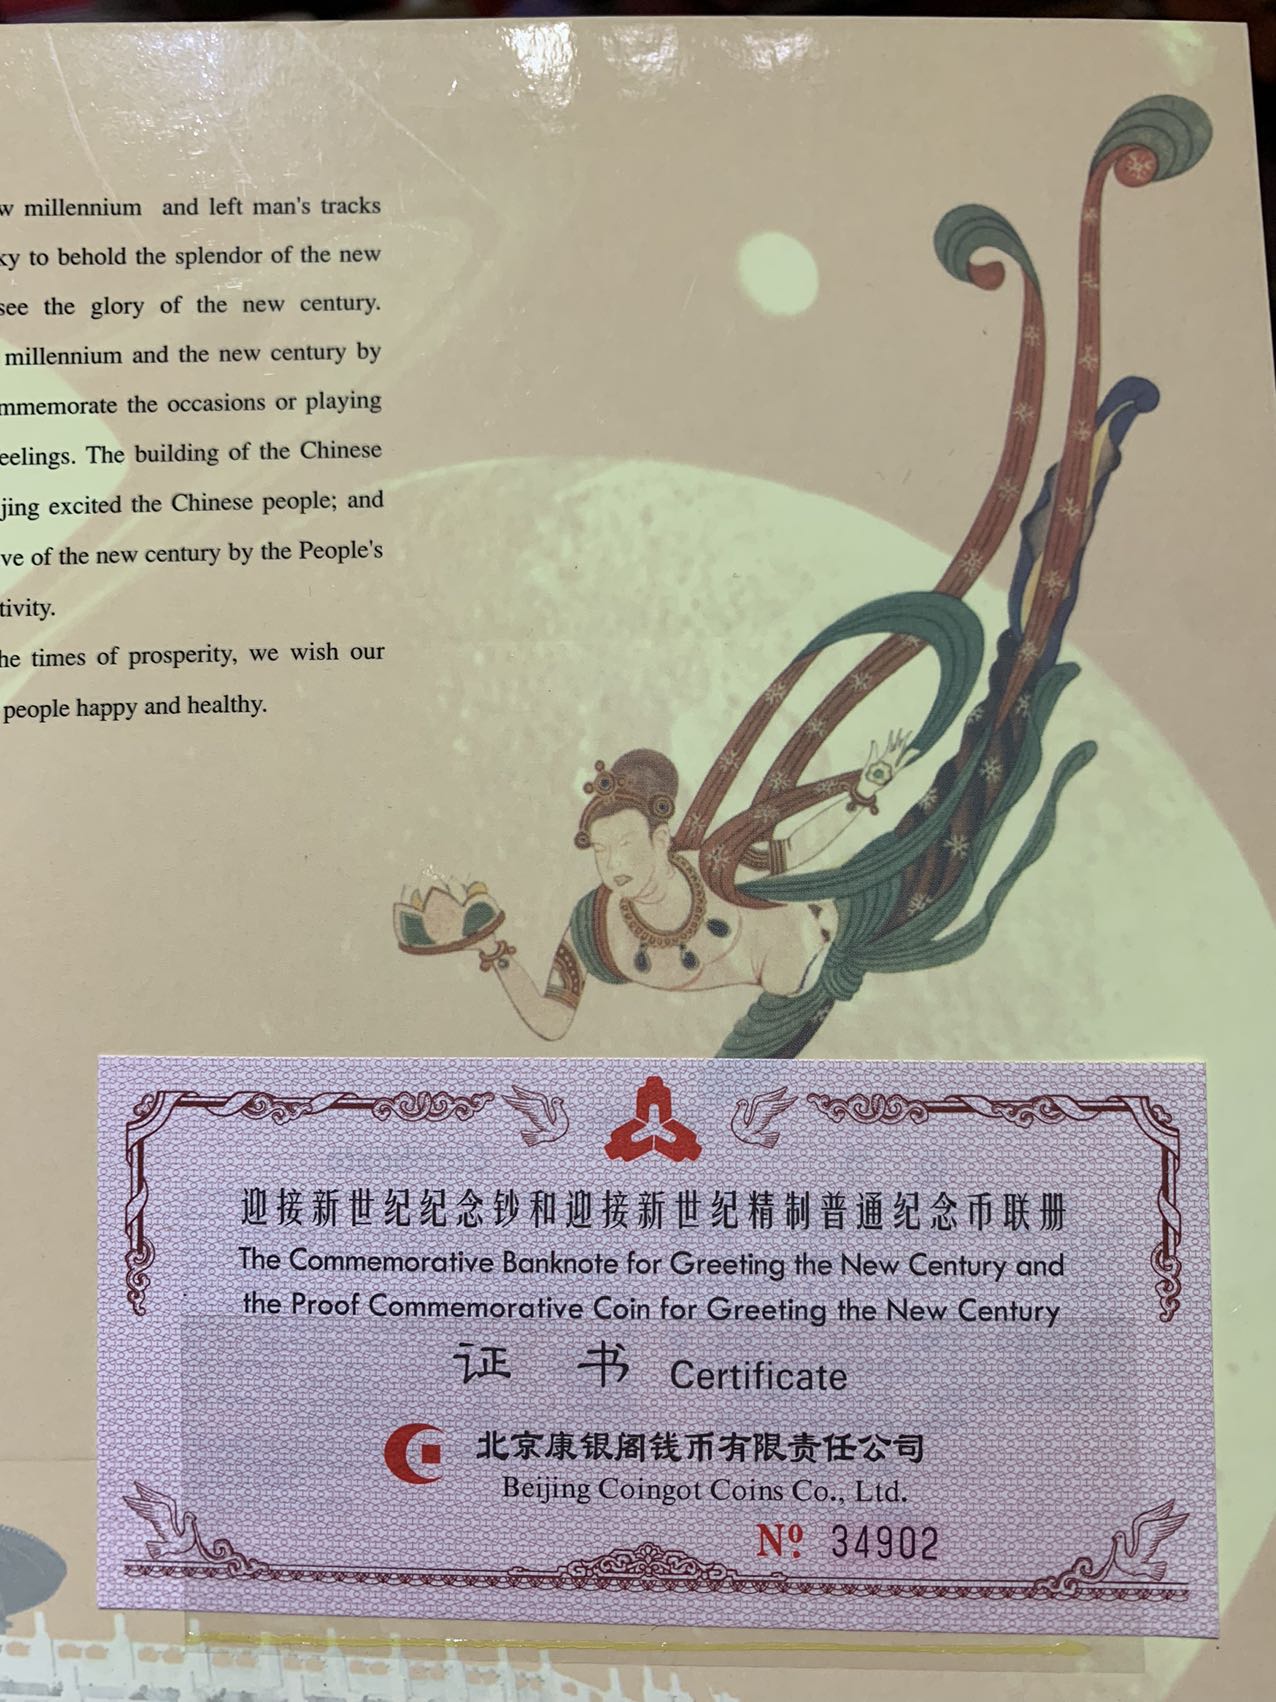 w millennium and left man's tracks
ky to behold the splendor of the new
see the glory of the new century.
millennium and the new century by
mmemorate the occasions or playing
eelings. The building of the Chinese
jing excited the Chinese people; and
ve of the new century by the People's
tivity.
he times of prosperity, we wish our
people happy and healthy.
迎接新世纪纪念钞和迎接新世纪精制普通纪念币联册
The Commemorative Banknote for Greeting the New Century and
the Proof Commemorative Coin for Greeting the New Century
证 书 Certificate
北京康银阁钱币有限责任公司
Beijing Coingot Coins Co., Ltd.
Nº: 34902